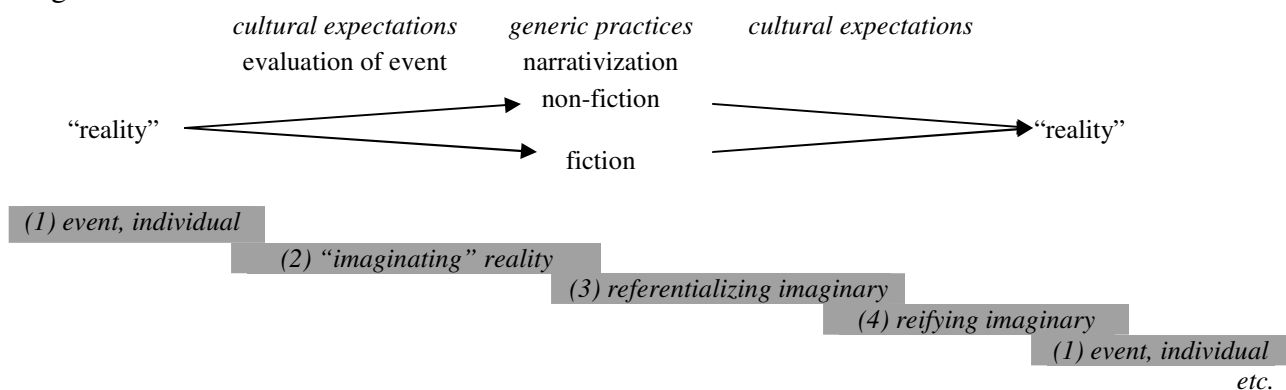 cultural expectations generic practices cultural expectations
evaluation of event narrativization
non-fiction
“reality” “reality”
fiction
(1) event, individual
(2) “imaginating” reality
(3) referentializing imaginary
(4) reifying imaginary
(1) event, individual
etc.